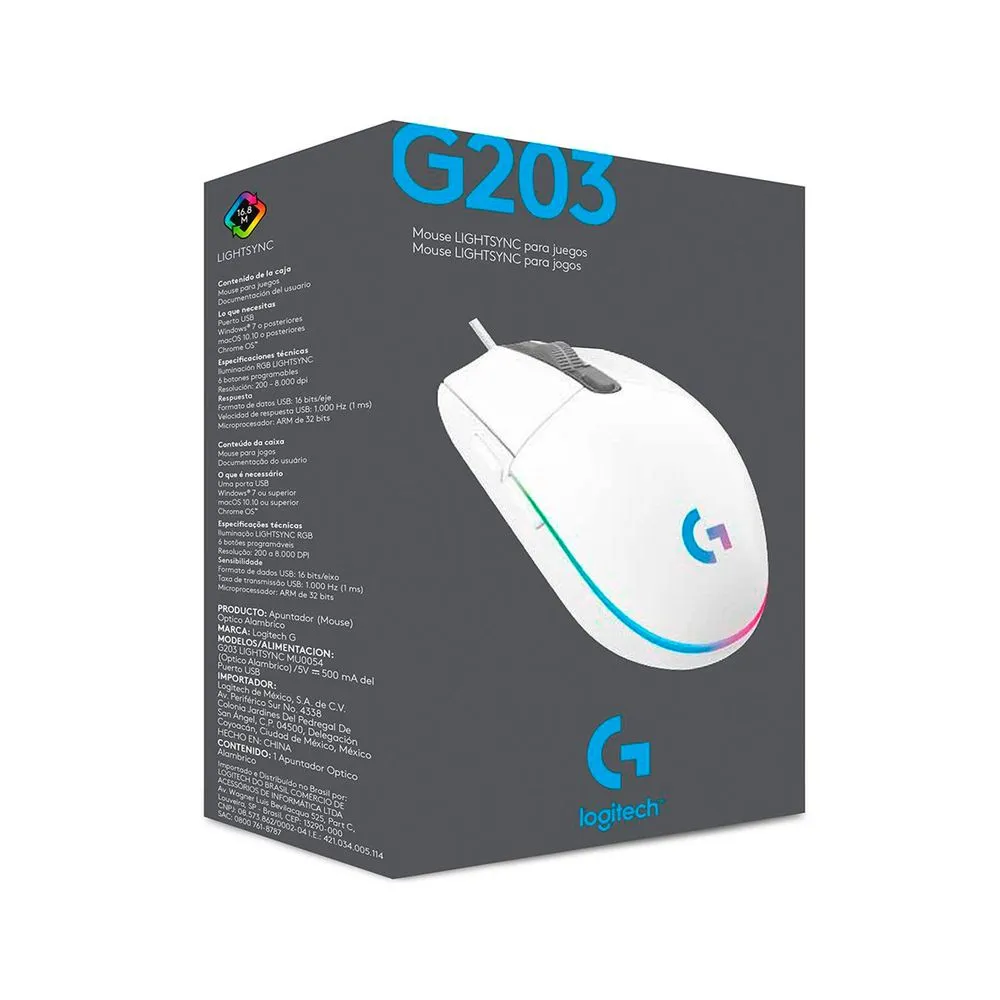 G203
Mouse LIGHTSYNC para juegos
Mouse LIGHTSYNC para jogos
logitech™
16.8
M
LIGHTSYNC
Contenido de la caja
Mouse para juegos
Documentación del usuario
Lo que necesitas
Puerto USB
Windows® 7 o posteriores
macOS 10.10 o posteriores
Chrome OS™
Especificaciones técnicas
Iluminación RGB LIGHTSYNC
6 botones programables
Resolución: 200 – 8.000 dpi
Respuesta
Formato de datos USB: 16 bits/eje
Velocidad de respuesta USB: 1.000 Hz (1 ms)
Microprocesador: ARM de 32 bits
Conteúdo da caixa
Mouse para jogos
Documentação do usuário
O que é necessário
Uma porta USB
Windows® 7 ou superior
macOS 10.10 ou superior
Chrome OS™
Especificações técnicas
Iluminação LIGHTSYNC RGB
6 botões programáveis
Resolução: 200 a 8.000 DPI
Sensibilidade
Formato de dados USB: 16 bits/eixo
Taxa de transmissão USB: 1.000 Hz (1 ms)
Microprocessador: ARM de 32 bits
PRODUCTO: Apuntador (Mouse)
Optico Alambrico
MARCA: Logitech G
MODELOS/ALIMENTACION:
G203 LIGHTSYNC MU0054
(Optico Alambrico) /5V ⎓ 500 mA del
Puerto USB
IMPORTADOR:
Logitech de México, S.A. de C.V.
Av. Periférico Sur No. 4338
Colonia Jardines Del Pedregal De
San Ángel, C.P. 04500, Delegación
Coyoacán, Ciudad de México, México
HECHO EN: CHINA
CONTENIDO: 1 Apuntador Optico
Alambrico
Importado e Distribuído no Brasil por:
LOGITECH DO BRASIL COMÉRCIO DE
ACESSÓRIOS DE INFORMÁTICA LTDA
Av. Wagner Luis Bevilacqua 525, Part C,
Louveira, SP - Brasil, CEP: 13290-000
CNPJ: 08.573.862/0002-04 I.E.: 421.034.005.114
SAC: 0800 761-8787